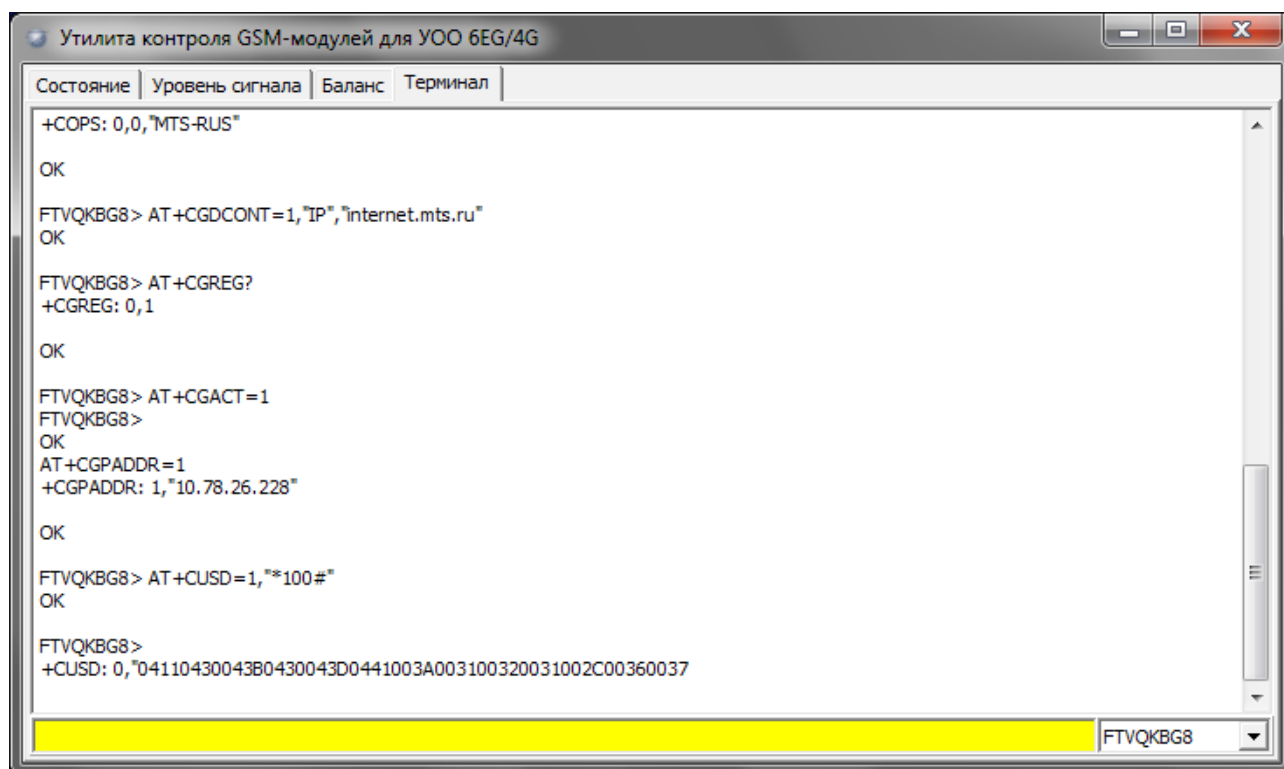 Утилита контроля GSM-модулей для УОО 6EG/4G
Состояние Уровень сигнала Баланс Терминал
+COPS: 0,0,"MTS-RUS"
OK
FTVQKBG8> AT+CGDCONT=1,"IP","internet.mts.ru"
OK
FTVQKBG8> AT+CGREG?
+CGREG: 0,1
OK
FTVQKBG8> AT+CGACT=1
FTVQKBG8>
OK
AT+CGPADDR=1
+CGPADDR: 1,"10.78.26.228"
OK
FTVQKBG8> AT+CUSD=1,"*100#"
OK
FTVQKBG8>
+CUSD: 0,"04110430043B0430043D0441003A003100320031002C00360037
FTVQKBG8